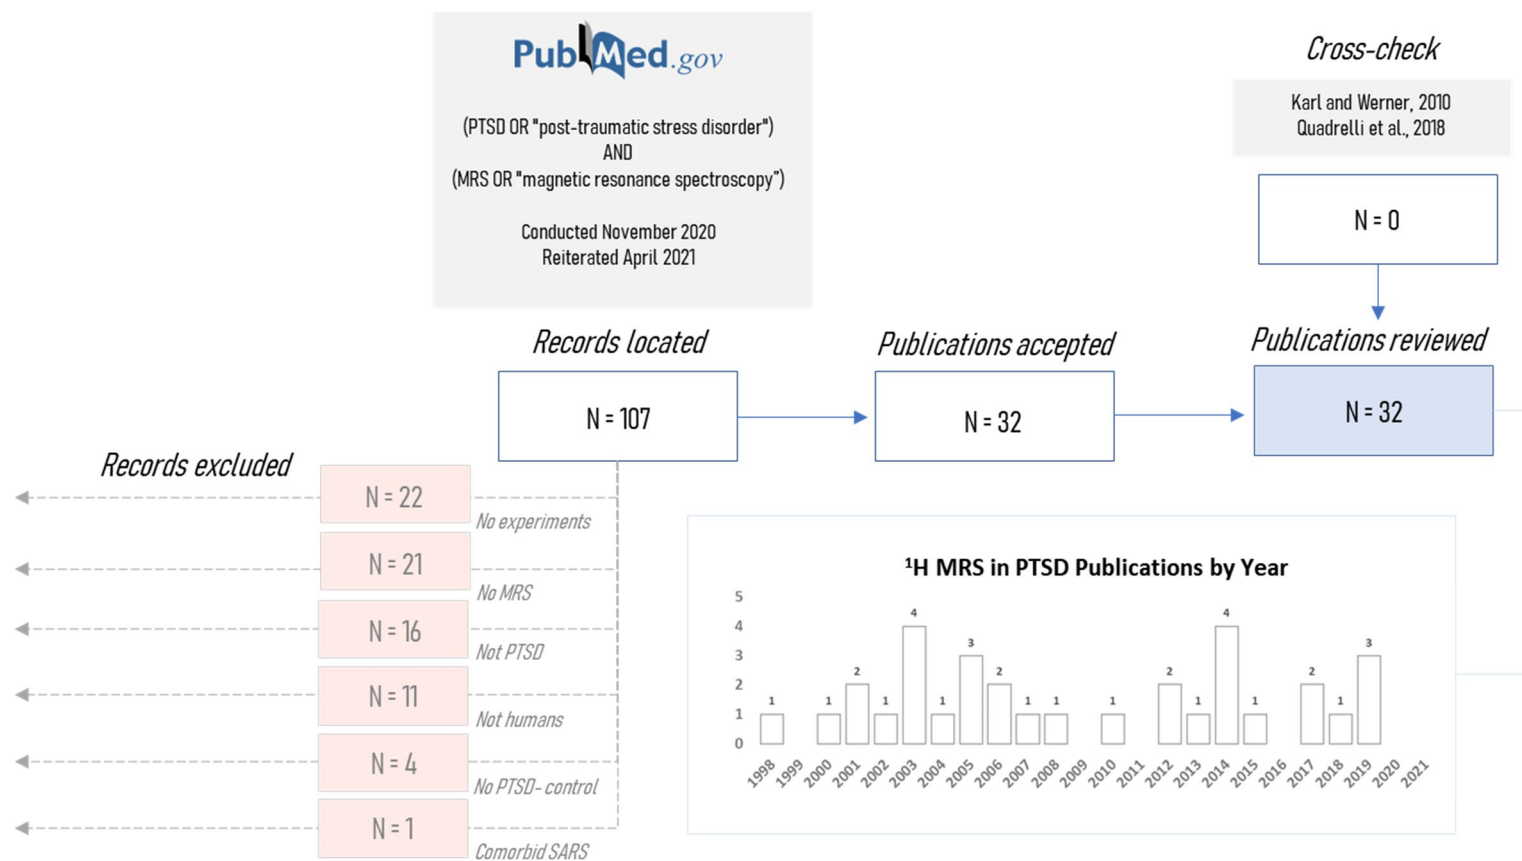 PubMed.gov
(PTSD OR "post-traumatic stress disorder")
AND
(MRS OR "magnetic resonance spectroscopy")
Conducted November 2020
Reiterated April 2021
Cross-check
Karl and Werner, 2010
Quadrelli et al., 2018
N = 0
Records located
N = 107
Publications accepted
N = 32
Publications reviewed
N = 32
Records excluded
N = 22
No experiments
N = 21
No MRS
N = 16
Not PTSD
N = 11
Not humans
N = 4
No PTSD- control
N = 1
Comorbid SARS
¹H MRS in PTSD Publications by Year
5
4
3
2
1
0
1 1 2 1 4 1 3 2 1 1 1 2 1 4 1 2 1 3
1998 1999 2000 2001 2002 2003 2004 2005 2006 2007 2008 2009 2010 2011 2012 2013 2014 2015 2016 2017 2018 2019 2020 2021